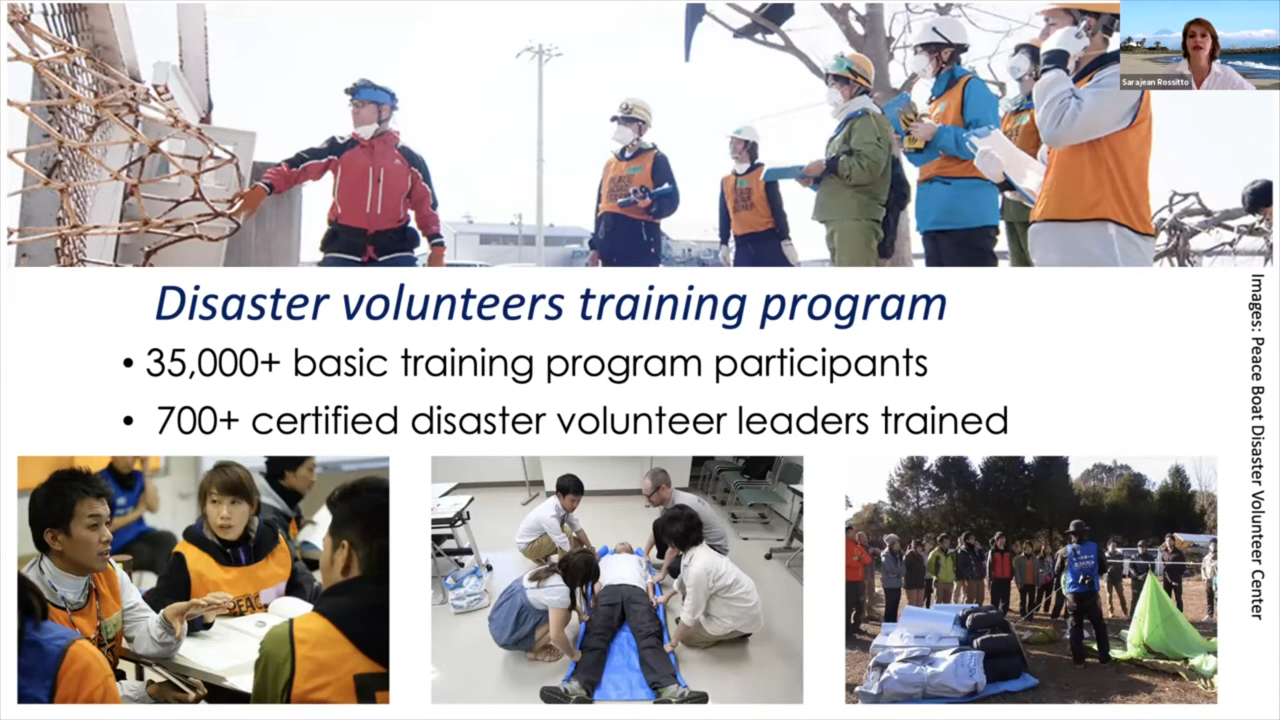 Sarajean Rossitto
Disaster volunteers training program
• 35,000+ basic training program participants
• 700+ certified disaster volunteer leaders trained
Images: Peace Boat Disaster Volunteer Center
PEACE